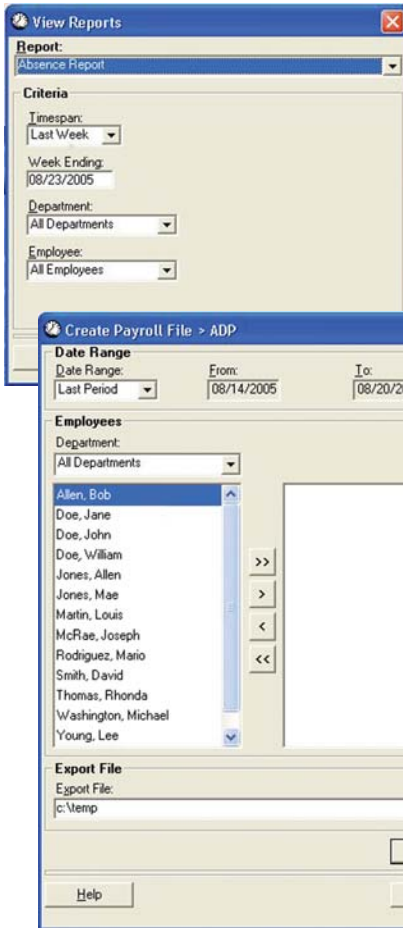 View Reports
Report:
Absence Report
Criteria
Timespan:
Last Week
Week Ending:
08/23/2005
Department:
All Departments
Employee:
All Employees
Create Payroll File > ADP
Date Range
Date Range: From: To:
Last Period 08/14/2005 08/20/20
Employees
Department:
All Departments
Allen, Bob
Doe, Jane
Doe, John
Doe, William
Jones, Allen
Jones, Mae
Martin, Louis
McRae, Joseph
Rodriguez, Mario
Smith, David
Thomas, Rhonda
Washington, Michael
Young, Lee
>>
>
<
<<
Export File
Export File:
c:\temp
Help